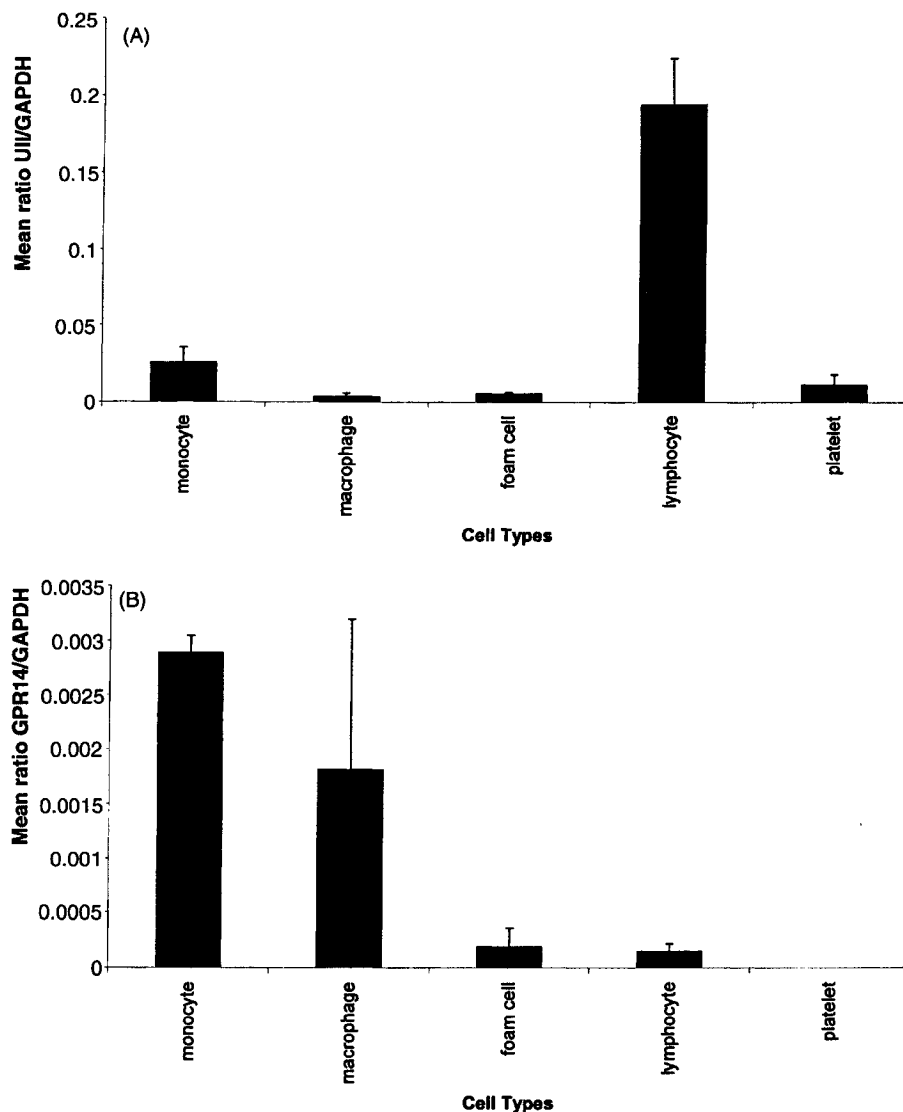 (A)
Mean ratio UII/GAPDH
0.25
0.2
0.15
0.1
0.05
0
monocyte
macrophage
foam cell
lymphocyte
platelet
Cell Types
(B)
Mean ratio GPR14/GAPDH
0.0035
0.003
0.0025
0.002
0.0015
0.001
0.0005
0
monocyte
macrophage
foam cell
lymphocyte
platelet
Cell Types